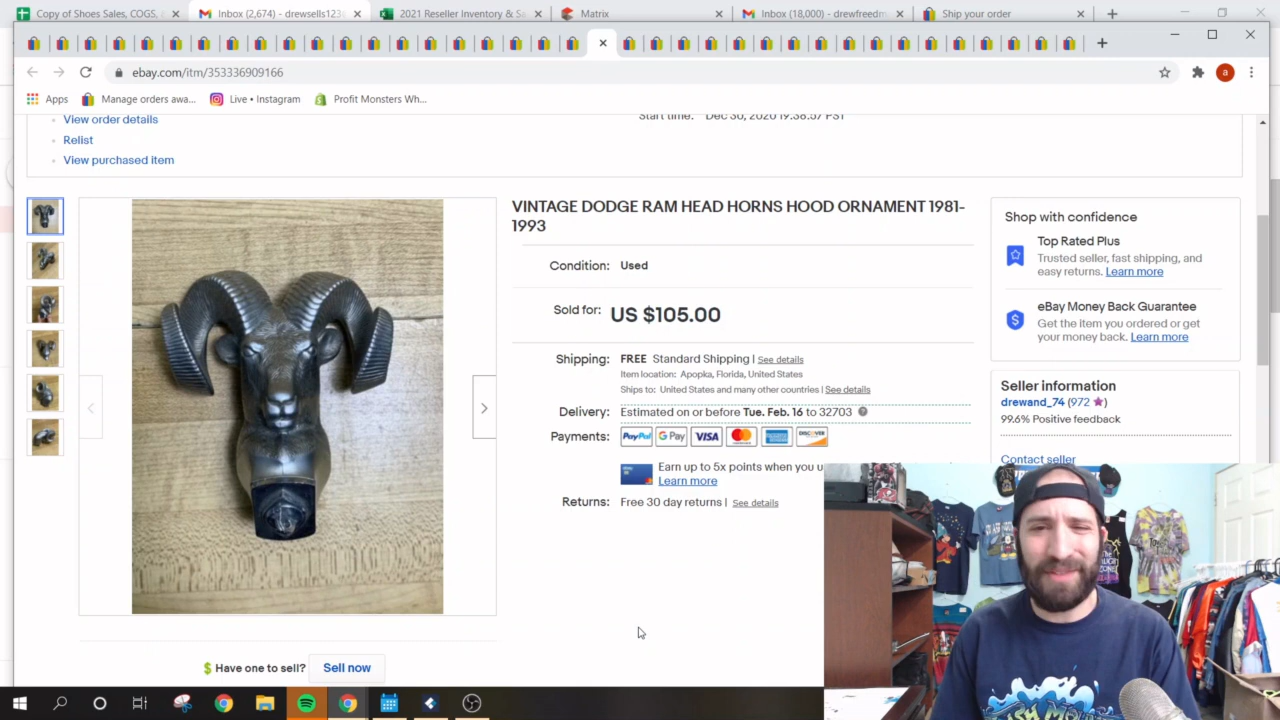 Copy of Shoes Sales, COGS,
Inbox (2,674) - drewsells123
2021 Reseller Inventory & Sa
Matrix
Inbox (18,000) - drewfreedm
Ship your order
ebay.com/itm/353336909166
a
Apps
Manage orders awa...
Live • Instagram
Profit Monsters Wh...
View order details
Start time: Dec 30, 2020 19:38:57 PST
Relist
View purchased item
VINTAGE DODGE RAM HEAD HORNS HOOD ORNAMENT 1981-
1993
Condition: Used
Sold for: US $105.00
Shipping: FREE Standard Shipping | See details
Item location: Apopka, Florida, United States
Ships to: United States and many other countries | See details
Delivery: Estimated on or before Tue. Feb. 16 to 32703
Payments: PayPal G Pay VISA DISCOVER
Earn up to 5x points when you u
Learn more
Returns: Free 30 day returns | See details
Have one to sell? Sell now
Shop with confidence
Top Rated Plus
Trusted seller, fast shipping, and
easy returns. Learn more
eBay Money Back Guarantee
Get the item you ordered or get
your money back. Learn more
Seller information
drewand_74 (972)
99.6% Positive feedback
Contact seller